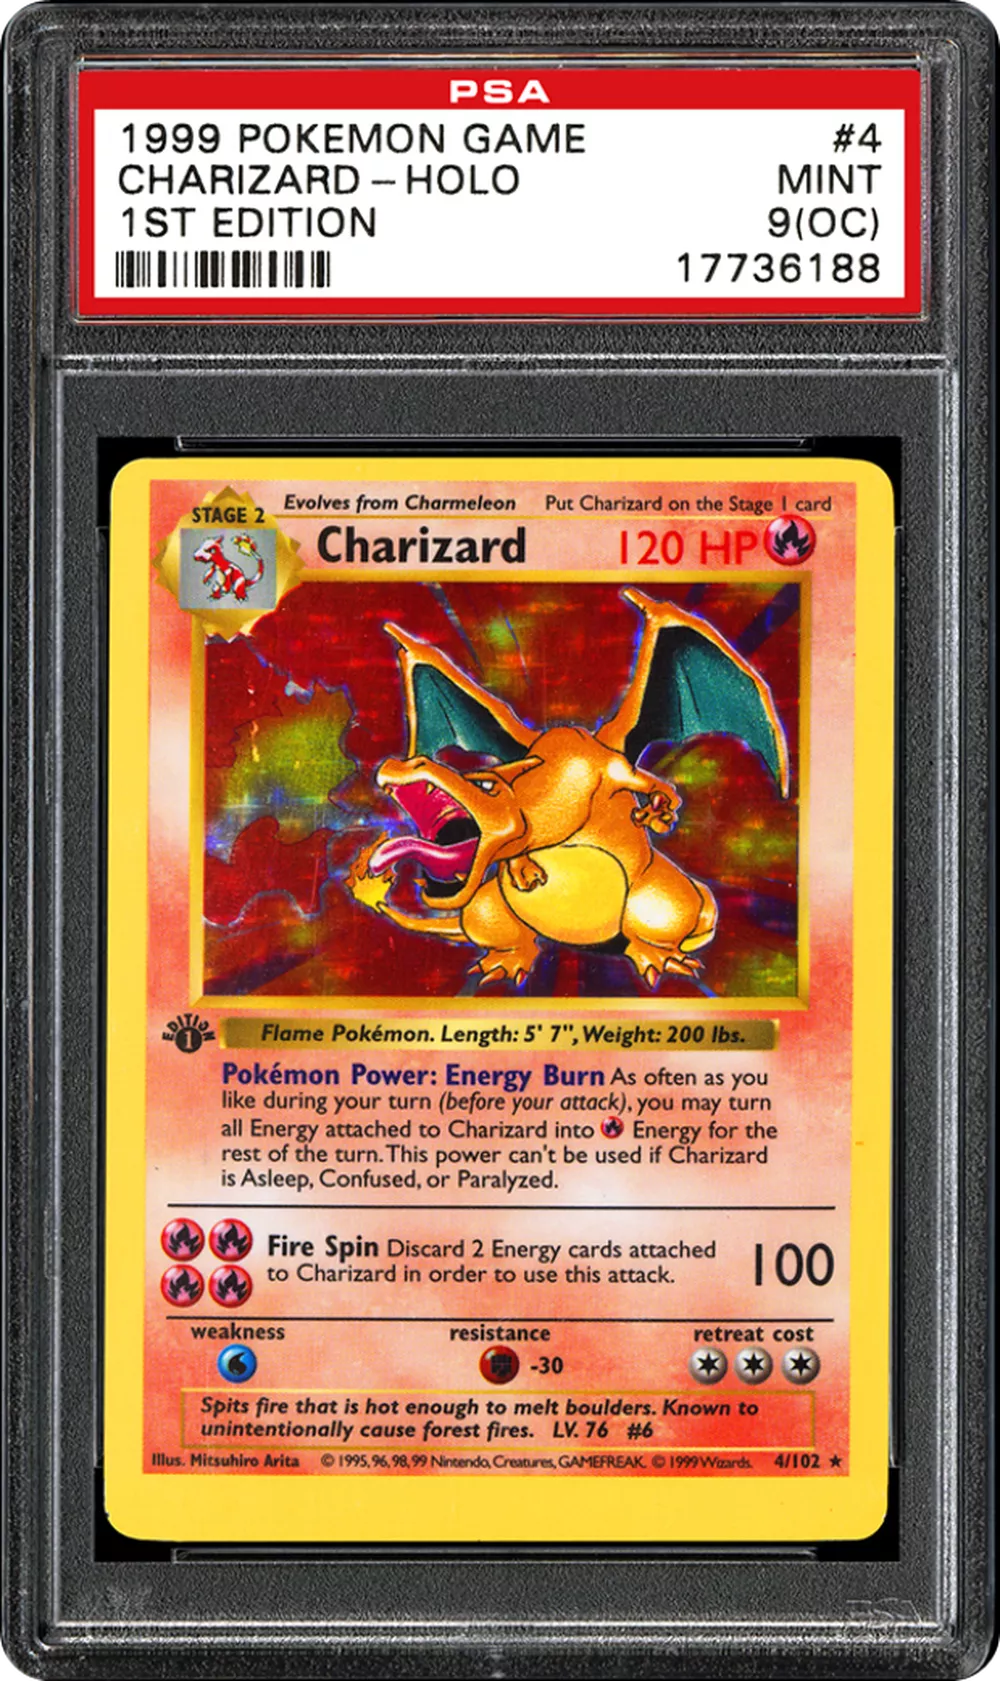 PSA
1999 POKEMON GAME #4
CHARIZARD – HOLO MINT
1ST EDITION 9(OC)
17736188
Evolves from Charmeleon Put Charizard on the Stage 1 card
STAGE 2
Charizard 120 HP
EDITION
1
Flame Pokémon. Length: 5' 7", Weight: 200 lbs.
Pokémon Power: Energy Burn As often as you
like during your turn (before your attack), you may turn
all Energy attached to Charizard into Energy for the
rest of the turn. This power can't be used if Charizard
is Asleep, Confused, or Paralyzed.
Fire Spin Discard 2 Energy cards attached
to Charizard in order to use this attack. 100
weakness resistance retreat cost
-30
Spits fire that is hot enough to melt boulders. Known to
unintentionally cause forest fires. LV. 76 #6
Illus. Mitsuhiro Arita © 1995, 96, 98, 99 Nintendo, Creatures, GAMEFREAK. © 1999 Wizards. 4/102 ★
PSA